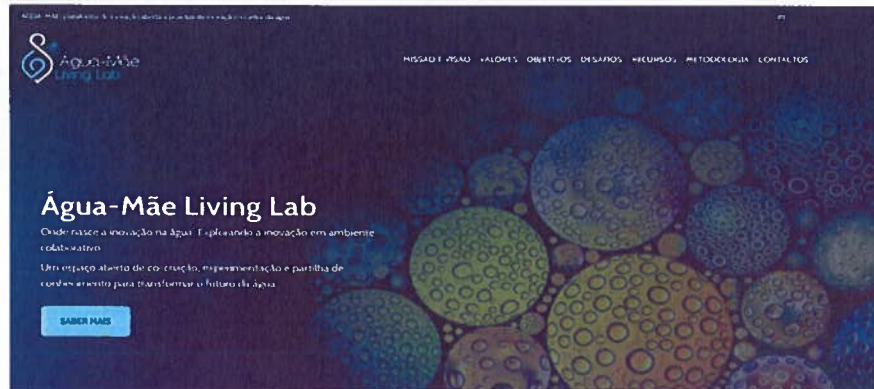 Água-Mãe
Living Lab
MISSÃO E VISÃO VALORES OBJETIVOS DESAFIOS RECURSOS METODOLOGIA CONTACTOS
Água-Mãe Living Lab
Onde nasce a inovação na água. Explorando a inovação em ambiente
colaborativo
Um espaço aberto de co-criação, experimentação e partilha de
conhecimento para transformar o futuro da água
SABER MAIS